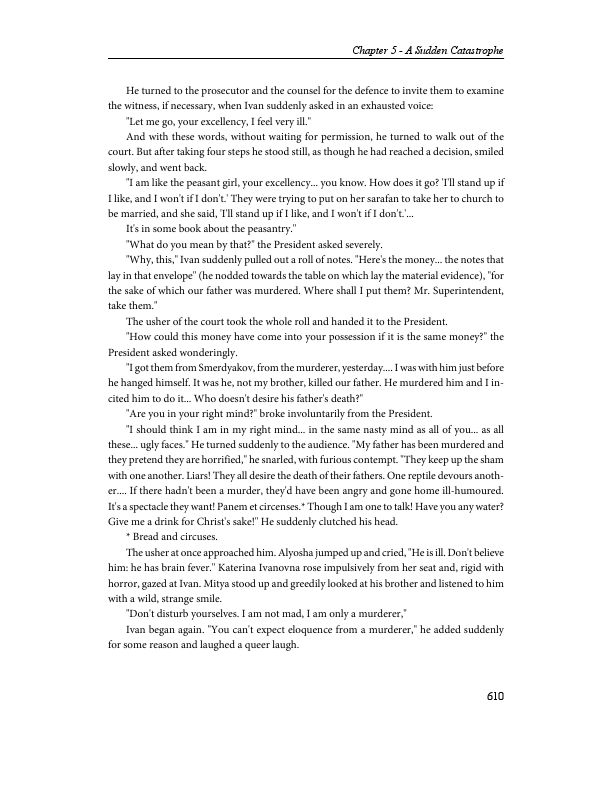 Chapter 5 - A Sudden Catastrophe
He turned to the prosecutor and the counsel for the defence to invite them to examine
the witness, if necessary, when Ivan suddenly asked in an exhausted voice:
"Let me go, your excellency, I feel very ill."
And with these words, without waiting for permission, he turned to walk out of the
court. But after taking four steps he stood still, as though he had reached a decision, smiled
slowly, and went back.
"I am like the peasant girl, your excellency... you know. How does it go? 'I'll stand up if
I like, and I won't if I don't.' They were trying to put on her sarafan to take her to church to
be married, and she said, 'I'll stand up if I like, and I won't if I don't.'...
It's in some book about the peasantry."
"What do you mean by that?" the President asked severely.
"Why, this," Ivan suddenly pulled out a roll of notes. "Here's the money... the notes that
lay in that envelope" (he nodded towards the table on which lay the material evidence), "for
the sake of which our father was murdered. Where shall I put them? Mr. Superintendent,
take them."
The usher of the court took the whole roll and handed it to the President.
"How could this money have come into your possession if it is the same money?" the
President asked wonderingly.
"I got them from Smerdyakov, from the murderer, yesterday.... I was with him just before
he hanged himself. It was he, not my brother, killed our father. He murdered him and I in-
cited him to do it... Who doesn't desire his father's death?"
"Are you in your right mind?" broke involuntarily from the President.
"I should think I am in my right mind... in the same nasty mind as all of you... as all
these... ugly faces." He turned suddenly to the audience. "My father has been murdered and
they pretend they are horrified," he snarled, with furious contempt. "They keep up the sham
with one another. Liars! They all desire the death of their fathers. One reptile devours anoth-
er.... If there hadn't been a murder, they'd have been angry and gone home ill-humoured.
It's a spectacle they want! Panem et circenses.* Though I am one to talk! Have you any water?
Give me a drink for Christ's sake!" He suddenly clutched his head.
* Bread and circuses.
The usher at once approached him. Alyosha jumped up and cried, "He is ill. Don't believe
him: he has brain fever." Katerina Ivanovna rose impulsively from her seat and, rigid with
horror, gazed at Ivan. Mitya stood up and greedily looked at his brother and listened to him
with a wild, strange smile.
"Don't disturb yourselves. I am not mad, I am only a murderer,"
Ivan began again. "You can't expect eloquence from a murderer," he added suddenly
for some reason and laughed a queer laugh.
610